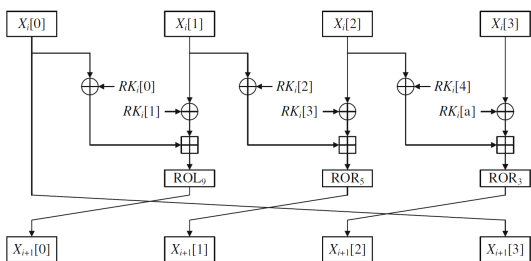 X_i[0] X_i[1] X_i[2] X_i[3]
RK_i[0] RK_i[2] RK_i[4]
RK_i[1] RK_i[3] RK_i[a]
ROL_9 ROR_5 ROR_3
X_{i+1}[0] X_{i+1}[1] X_{i+1}[2] X_{i+1}[3]